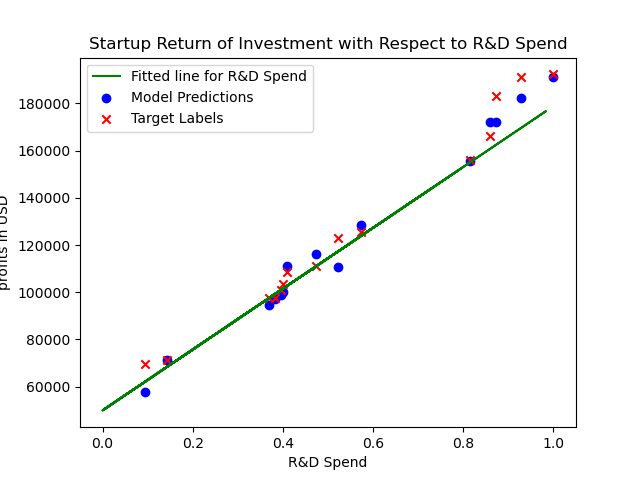 Startup Return of Investment with Respect to R&D Spend
Fitted line for R&D Spend
Model Predictions
Target Labels
180000
160000
140000
120000
100000
80000
60000
profits in USD
0.0 0.2 0.4 0.6 0.8 1.0
R&D Spend